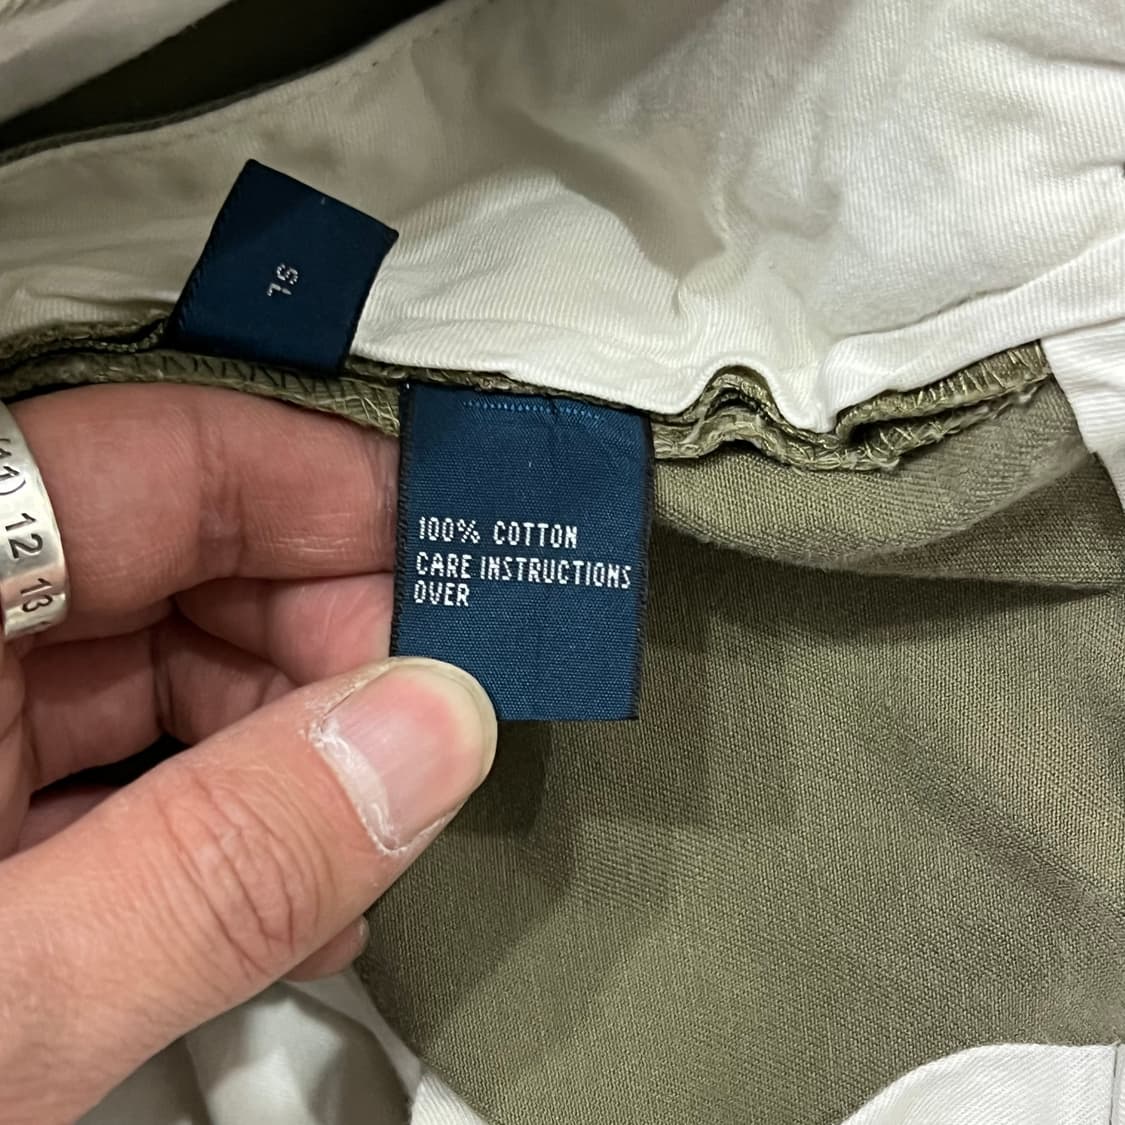 SL
100% COTTON
CARE INSTRUCTIONS
OVER
11) 12 13